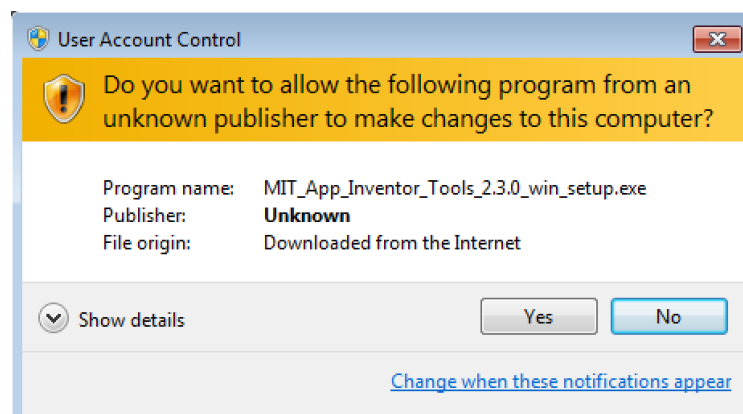 User Account Control
Do you want to allow the following program from an
unknown publisher to make changes to this computer?
Program name: MIT_App_Inventor_Tools_2.3.0_win_setup.exe
Publisher: Unknown
File origin: Downloaded from the Internet
Show details
Yes
No
Change when these notifications appear